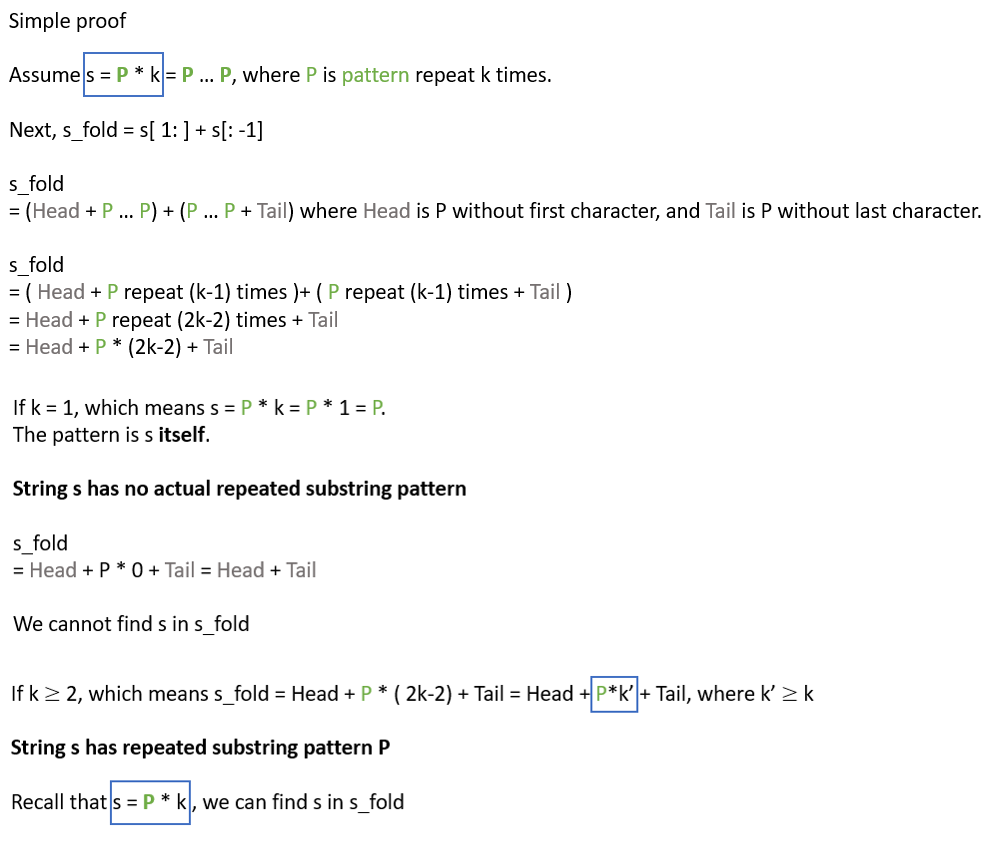 Simple proof
Assume s = P * k = P ... P, where P is pattern repeat k times.
Next, s_fold = s[ 1: ] + s[: -1]
s_fold
= (Head + P ... P) + (P ... P + Tail) where Head is P without first character, and Tail is P without last character.
s_fold
= ( Head + P repeat (k-1) times )+ ( P repeat (k-1) times + Tail )
= Head + P repeat (2k-2) times + Tail
= Head + P * (2k-2) + Tail
If k = 1, which means s = P * k = P * 1 = P.
The pattern is s itself.
String s has no actual repeated substring pattern
s_fold
= Head + P * 0 + Tail = Head + Tail
We cannot find s in s_fold
If k ≥ 2, which means s_fold = Head + P * ( 2k-2) + Tail = Head + P*k’ + Tail, where k’ ≥ k
String s has repeated substring pattern P
Recall that s = P * k , we can find s in s_fold